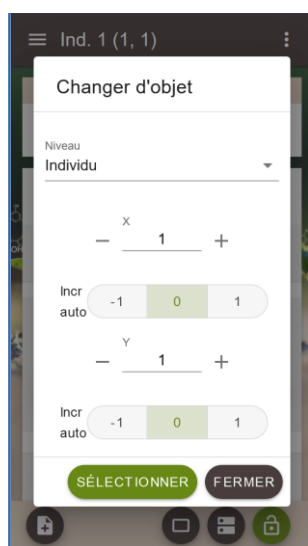 Ind. 1 (1, 1)
Changer d'objet
Niveau
Individu
X
1
Incr auto
-1 0 1
Y
1
Incr auto
-1 0 1
SÉLECTIONNER FERMER